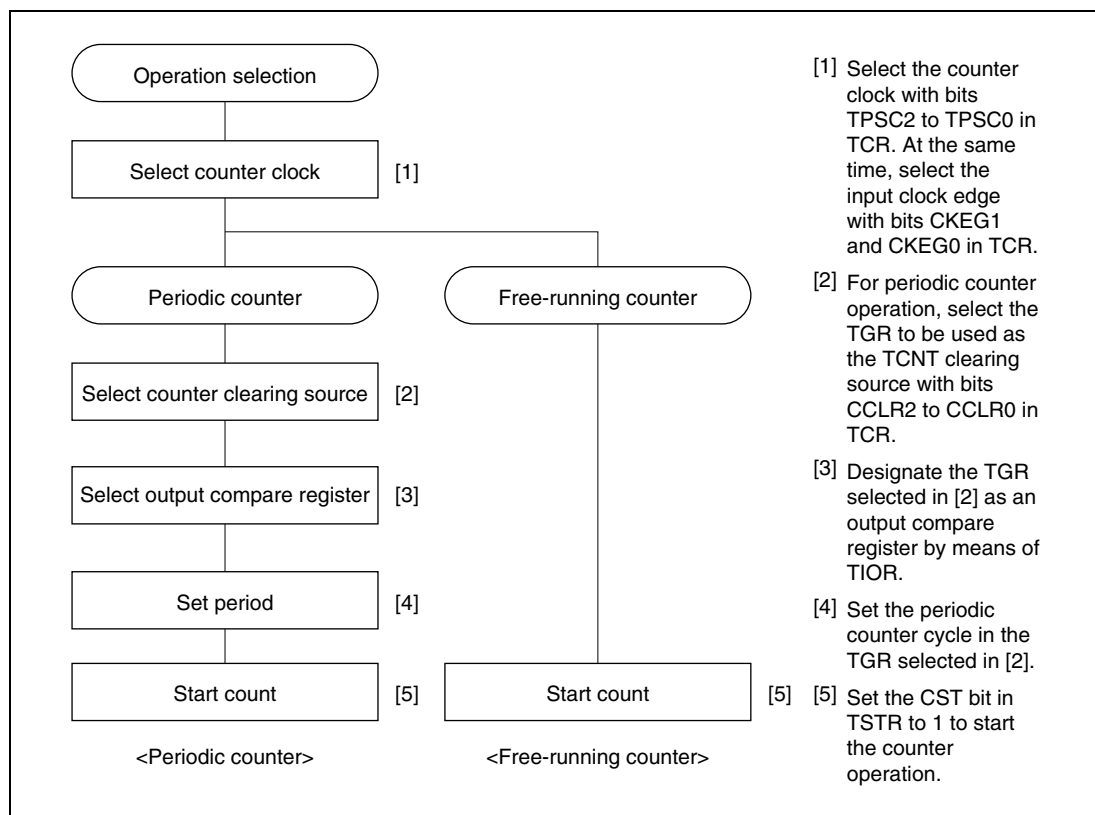 Operation selection
Select counter clock
[1]
Periodic counter
Free-running counter
Select counter clearing source
[2]
Select output compare register
[3]
Set period
[4]
Start count
[5]
Start count
[5]
<Periodic counter>
<Free-running counter>
[1] Select the counter
clock with bits
TPSC2 to TPSC0 in
TCR. At the same
time, select the
input clock edge
with bits CKEG1
and CKEG0 in TCR.
[2] For periodic counter
operation, select the
TGR to be used as
the TCNT clearing
source with bits
CCLR2 to CCLR0 in
TCR.
[3] Designate the TGR
selected in [2] as an
output compare
register by means of
TIOR.
[4] Set the periodic
counter cycle in the
TGR selected in [2].
[5] Set the CST bit in
TSTR to 1 to start
the counter
operation.